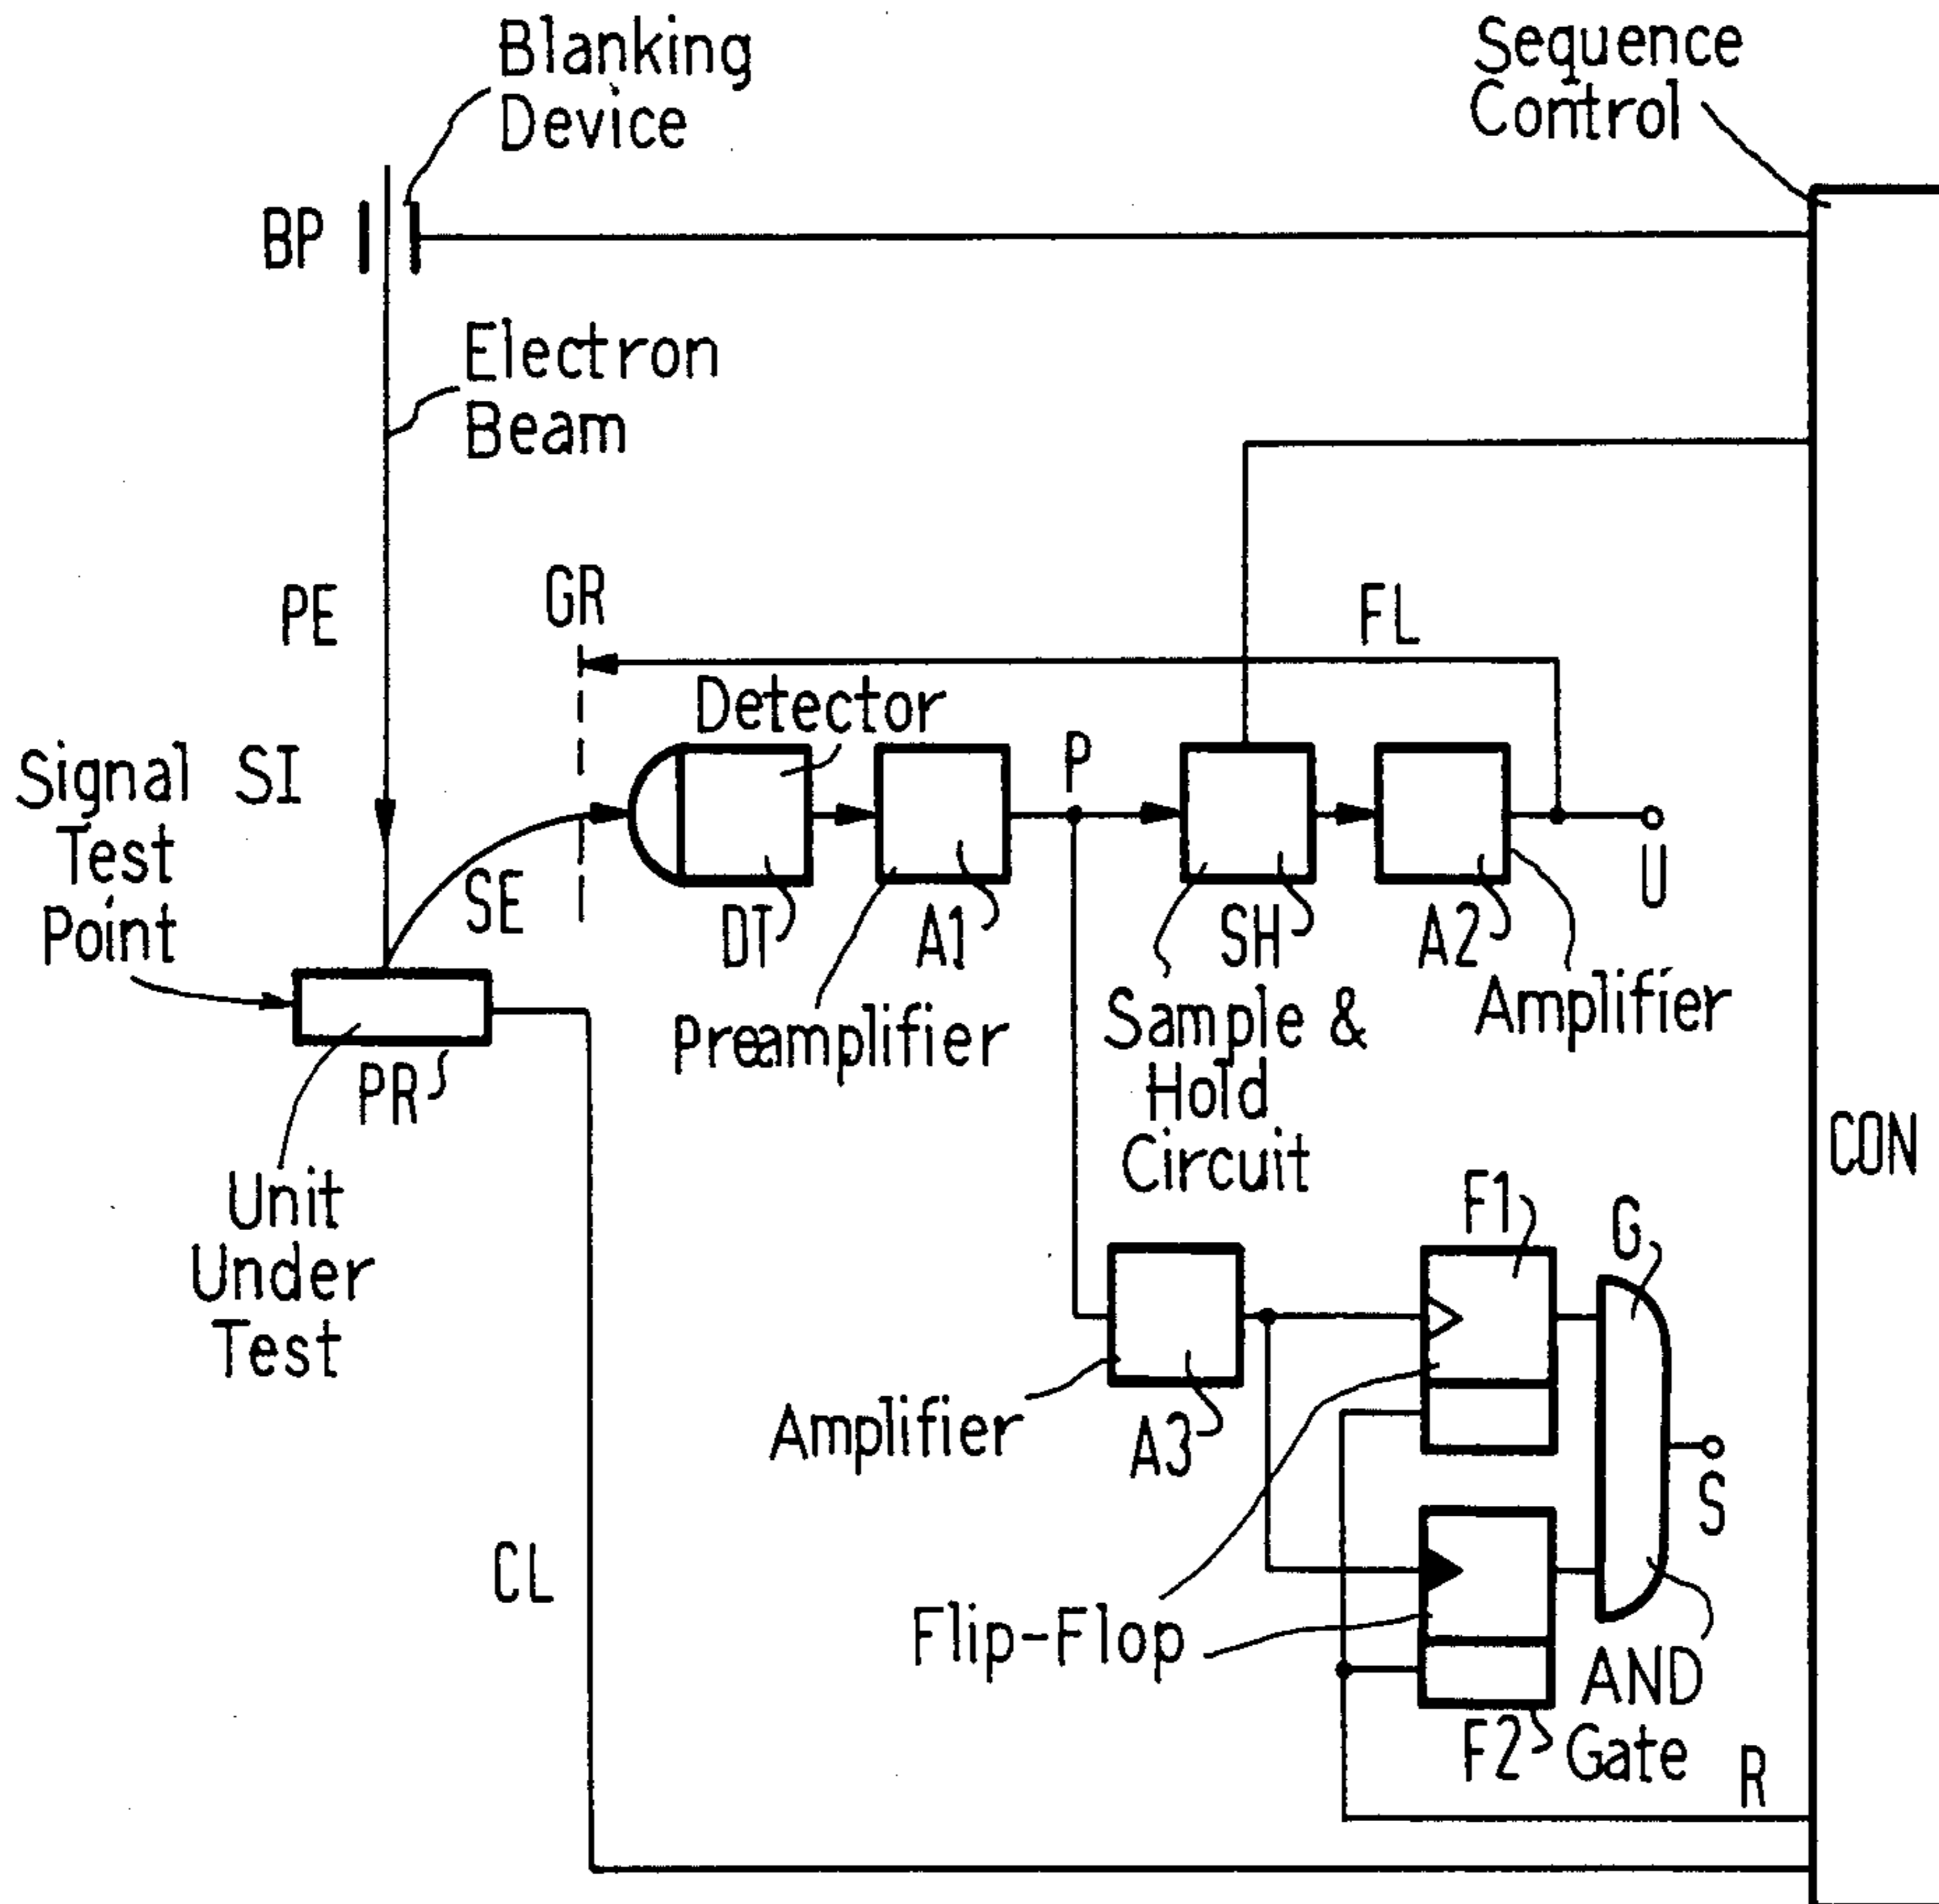 Blanking
Device
Sequence
Control
BP
Electron
Beam
PE
GR
FL
Detector
Signal
Test
Point
SI
P
SE
DT
A1
SH
A2
U
Preamplifier
Sample &
Hold
Circuit
Amplifier
PR
Unit
Under
Test
CON
F1
G
Amplifier
A3
S
CL
Flip-Flop
AND
Gate
F2
R